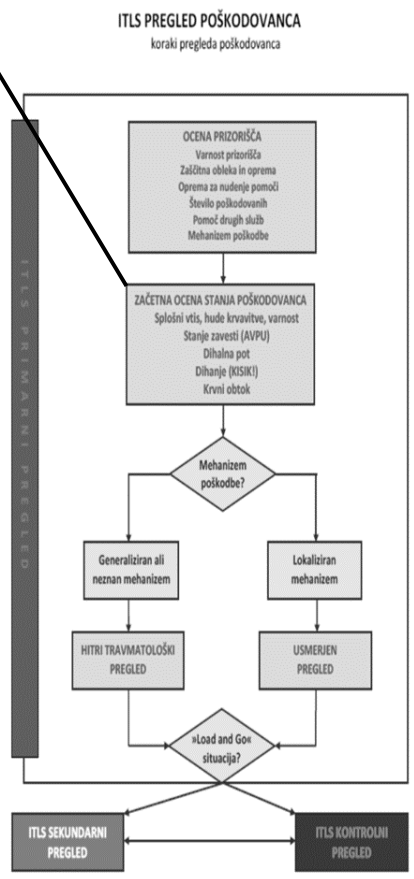 ITLS PREGLED POŠKODOVANCA
koraki pregleda poškodovanca
ITLS PRIMARNI PREGLED
OCENA PRIZORIŠČA
Varnost prizorišča
Zaščitna obleka in oprema
Oprema za nudenje pomoči
Število poškodovanih
Pomoč drugih služb
Mehanizem poškodbe
ZAČETNA OCENA STANJA POŠKODOVANCA
Splošni vtis, hude krvavitve, varnost
Stanje zavesti (AVPU)
Dihalna pot
Dihanje (KISIK!)
Krvni obtok
Mehanizem
poškodbe?
Generaliziran ali
neznan mehanizem
Lokaliziran
mehanizem
HITRI TRAVMATOLOŠKI
PREGLED
USMERJEN
PREGLED
»Load and Go«
situacija?
ITLS SEKUNDARNI
PREGLED
ITLS KONTROLNI
PREGLED